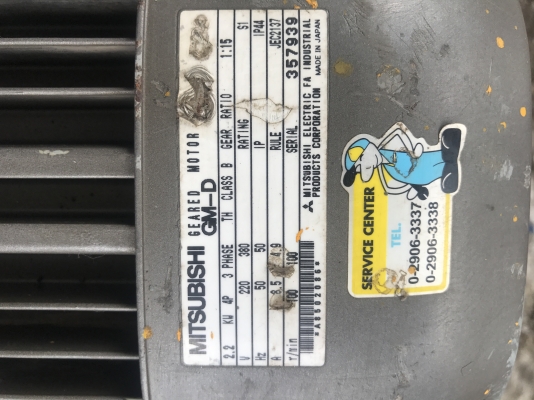 MITSUBISHI GEARED MOTOR
GM-D
2.2 KW 4P 3 PHASE TH CLASS B GEAR RATIO 1:15
V 220 380 RATING S1
Hz 50 50 IP IP44
A 8.5 4.9 RULE JEC2137
r/min 100 100 SERIAL 357939
MITSUBISHI ELECTRIC FA INDUSTRIAL
PRODUCTS CORPORATION MADE IN JAPAN
*A8502086*
SERVICE CENTER
TEL.
0-2906-3337
0-2906-3338